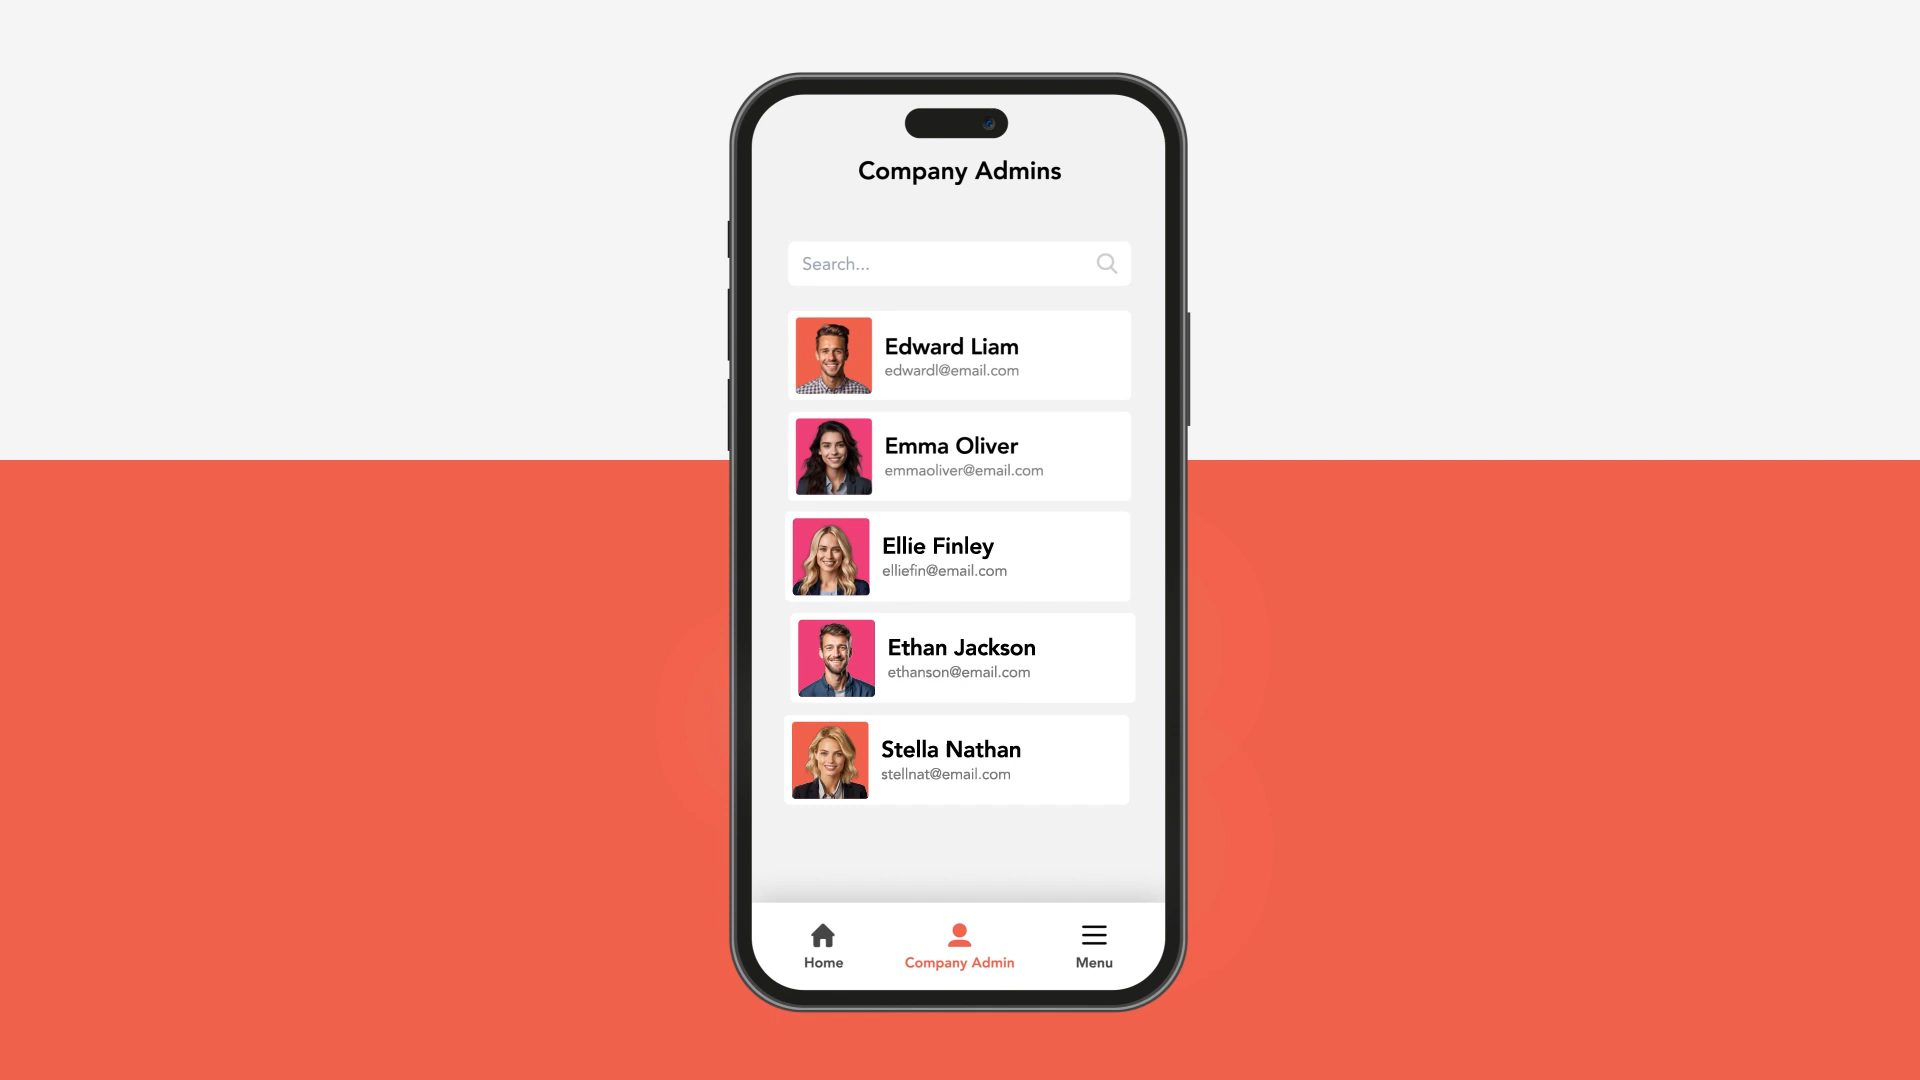 Company Admins
Search...
Edward Liam
edwardl@email.com
Emma Oliver
emmaoliver@email.com
Ellie Finley
elliefin@email.com
Ethan Jackson
ethanson@email.com
Stella Nathan
stellnat@email.com
Home
Company Admin
Menu